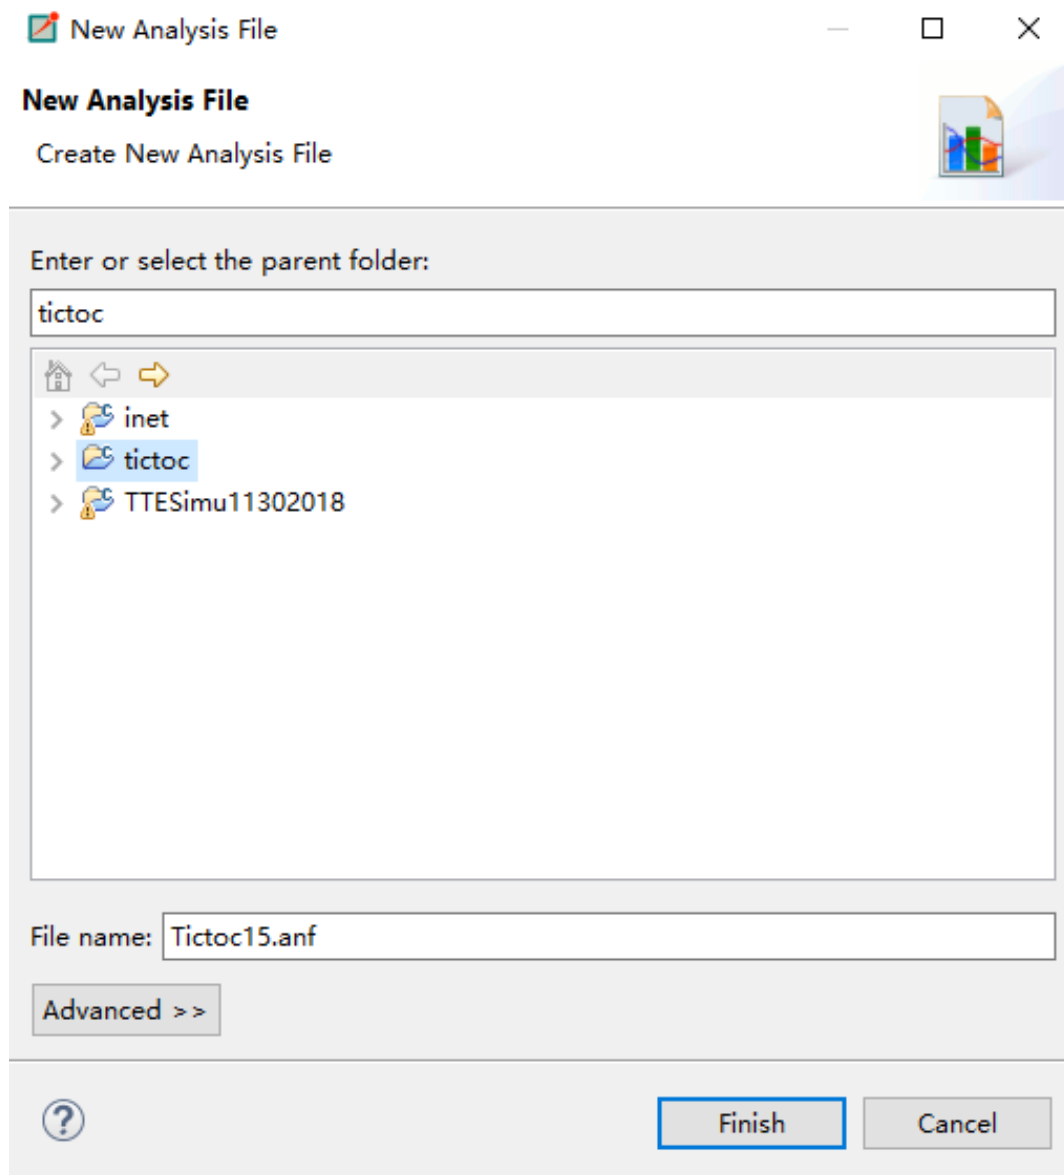 New Analysis File
New Analysis File
Create New Analysis File
Enter or select the parent folder:
tictoc
inet
tictoc
TTESimu11302018
File name: Tictoc15.anf
Advanced >>
Finish Cancel